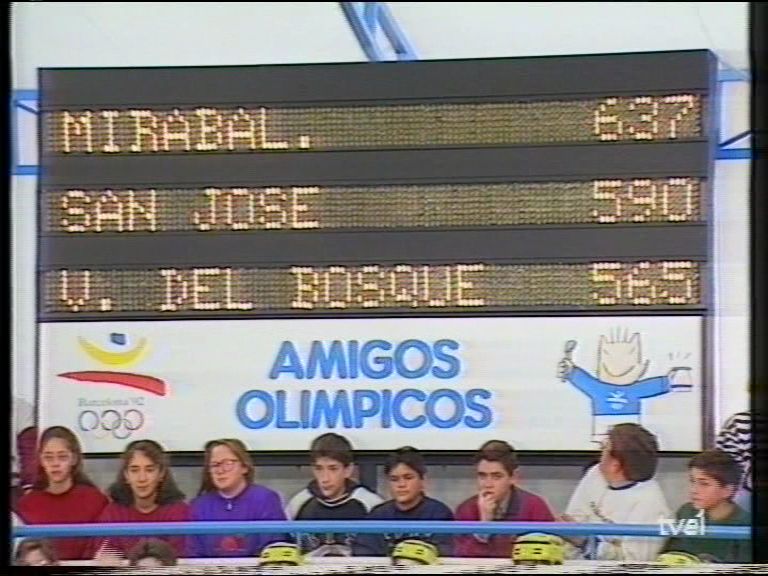 MIRABAL. 637
SAN JOSE 590
V. DEL BOSQUE 565
AMIGOS
OLIMPICOS
Barcelona'92
tve1